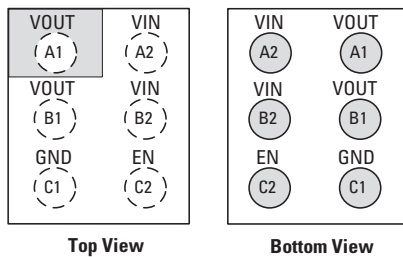 VOUT VIN VIN VOUT
A1 A2 A2 A1
VOUT VIN VIN VOUT
B1 B2 B2 B1
GND EN EN GND
C1 C2 C2 C1
Top View Bottom View